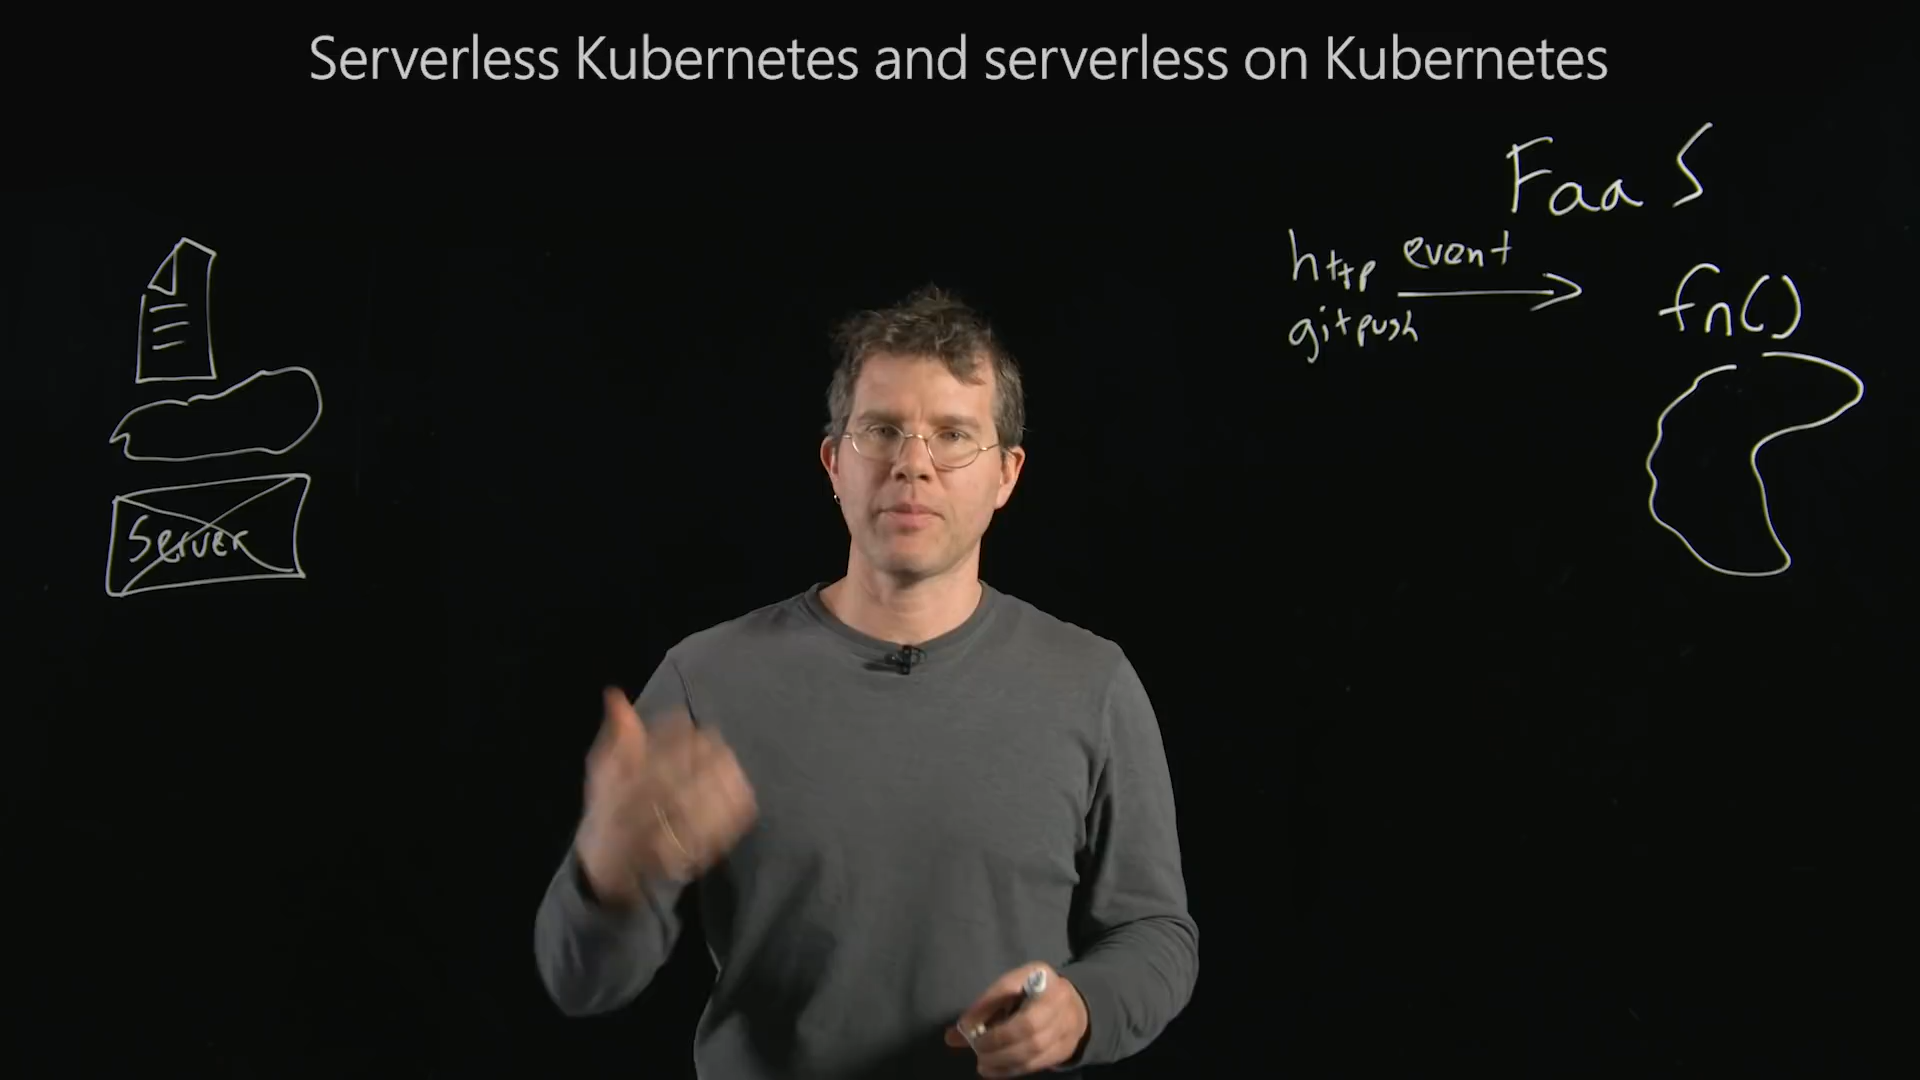 Serverless Kubernetes and serverless on Kubernetes
FaaS
http event
gitpush
fn()
Server